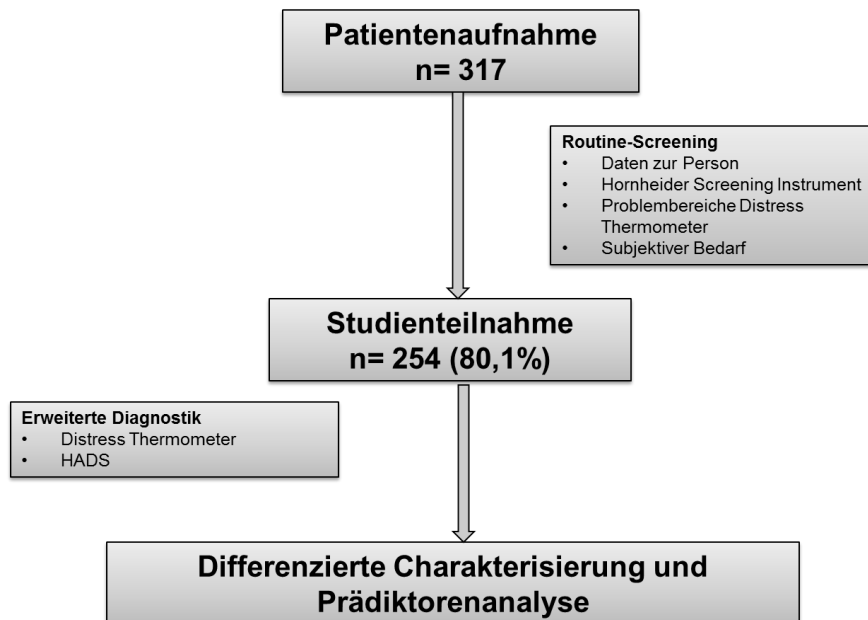 Patientenaufnahme
n= 317
Routine-Screening
• Daten zur Person
• Hornheider Screening Instrument
• Problembereiche Distress
Thermometer
• Subjektiver Bedarf
Studienteilnahme
n= 254 (80,1%)
Erweiterte Diagnostik
• Distress Thermometer
• HADS
Differenzierte Charakterisierung und
Prädiktorenanalyse